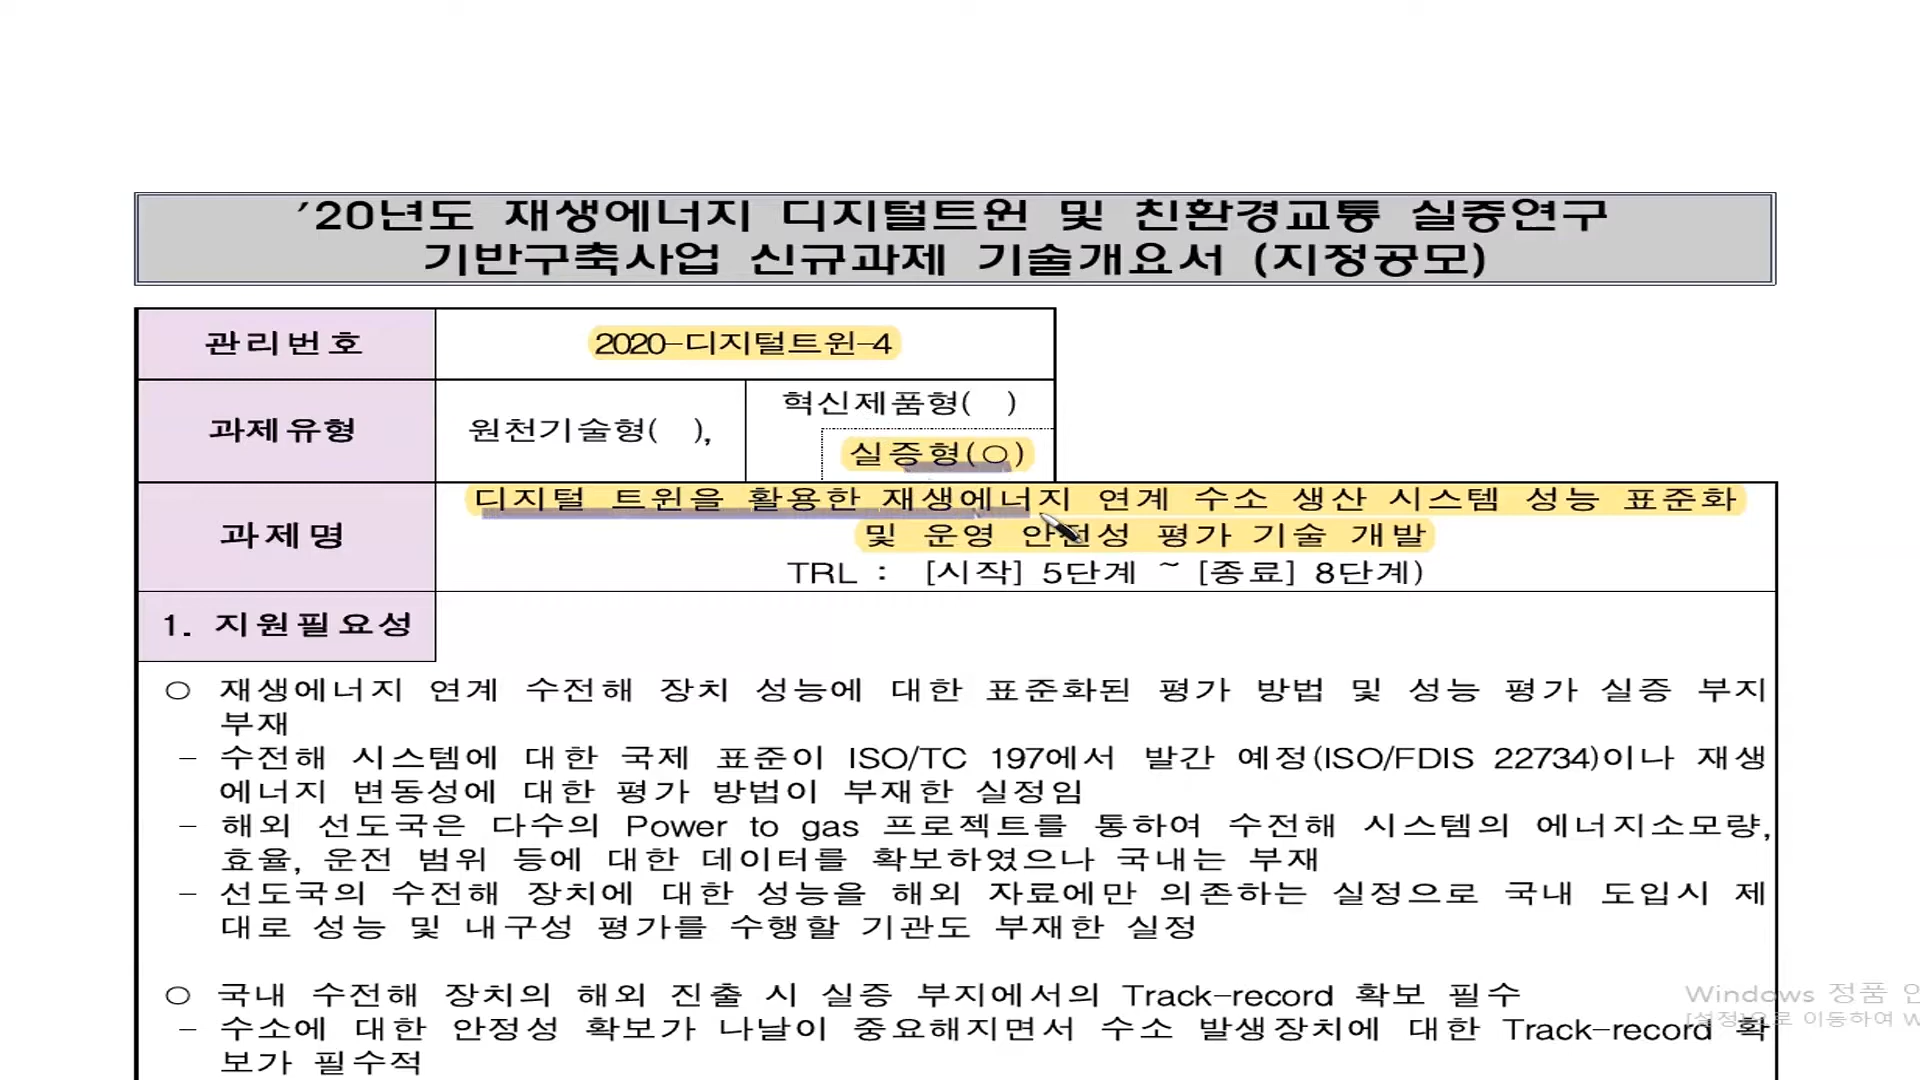 ’20년도 재생에너지 디지털트윈 및 친환경교통 실증연구
기반구축사업 신규과제 기술개요서 (지정공모)
관리번호
2020-디지털트윈-4
과제유형
원천기술형( ),
혁신제품형( )
실증형(○)
과제명
디지털 트윈을 활용한 재생에너지 연계 수소 생산 시스템 성능 표준화
및 운영 안전성 평가 기술 개발
TRL : [시작] 5단계 ~ [종료] 8단계)
1. 지원필요성
○ 재생에너지 연계 수전해 장치 성능에 대한 표준화된 평가 방법 및 성능 평가 실증 부지
부재
- 수전해 시스템에 대한 국제 표준이 ISO/TC 197에서 발간 예정(ISO/FDIS 22734)이나 재생
에너지 변동성에 대한 평가 방법이 부재한 실정임
- 해외 선도국은 다수의 Power to gas 프로젝트를 통하여 수전해 시스템의 에너지소모량,
효율, 운전 범위 등에 대한 데이터를 확보하였으나 국내는 부재
- 선도국의 수전해 장치에 대한 성능을 해외 자료에만 의존하는 실정으로 국내 도입시 제
대로 성능 및 내구성 평가를 수행할 기관도 부재한 실정
○ 국내 수전해 장치의 해외 진출 시 실증 부지에서의 Track-record 확보 필수
- 수소에 대한 안정성 확보가 나날이 중요해지면서 수소 발생장치에 대한 Track-record 확
보가 필수적
Windows 정품
[설정]으로 이동하여